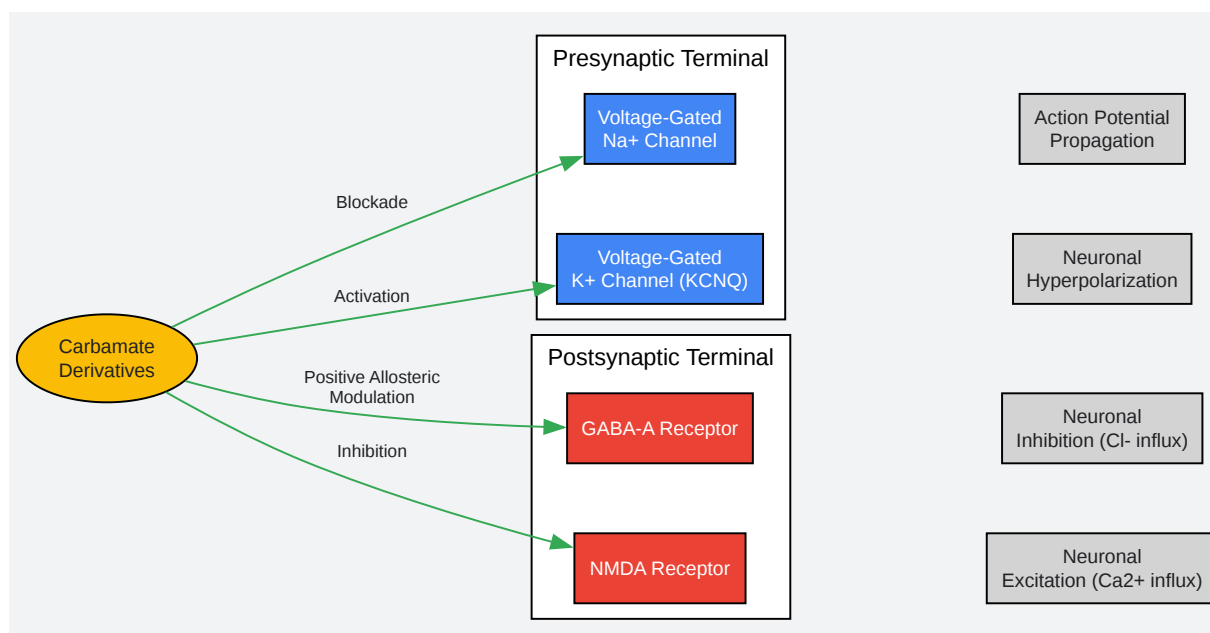 Presynaptic Terminal
Voltage-Gated
Na+ Channel
Action Potential
Propagation
Blockade
Voltage-Gated
K+ Channel (KCNQ)
Neuronal
Hyperpolarization
Activation
Carbamate
Derivatives
Postsynaptic Terminal
Positive Allosteric
Modulation
GABA-A Receptor
Neuronal
Inhibition (Cl- influx)
Inhibition
NMDA Receptor
Neuronal
Excitation (Ca2+ influx)